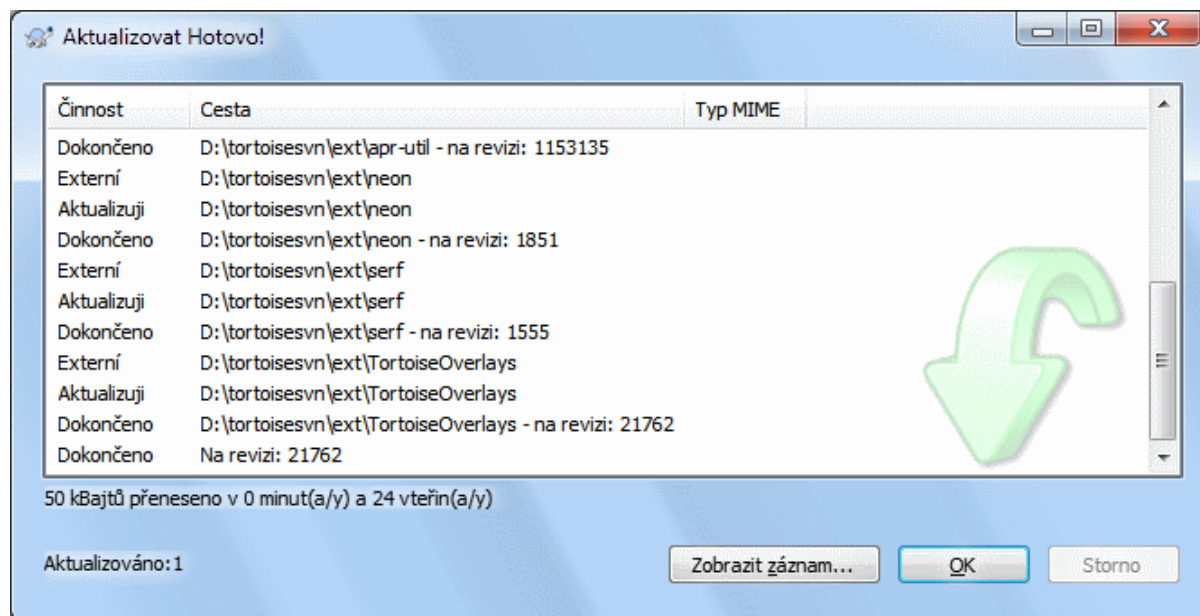 Aktualizovat Hotovo!
Činnost Cesta Typ MIME
Dokončeno D:\tortoisesvn\ext\apr-util - na revizi: 1153135
Externí D:\tortoisesvn\ext\neon
Aktualizuji D:\tortoisesvn\ext\neon
Dokončeno D:\tortoisesvn\ext\neon - na revizi: 1851
Externí D:\tortoisesvn\ext\serf
Aktualizuji D:\tortoisesvn\ext\serf
Dokončeno D:\tortoisesvn\ext\serf - na revizi: 1555
Externí D:\tortoisesvn\ext\TortoiseOverlays
Aktualizuji D:\tortoisesvn\ext\TortoiseOverlays
Dokončeno D:\tortoisesvn\ext\TortoiseOverlays - na revizi: 21762
Dokončeno Na revizi: 21762
50 kBajtů přeneseno v 0 minut(a/y) a 24 vteřin(a/y)
Aktualizováno:1 Zobrazit záznam... OK Storno